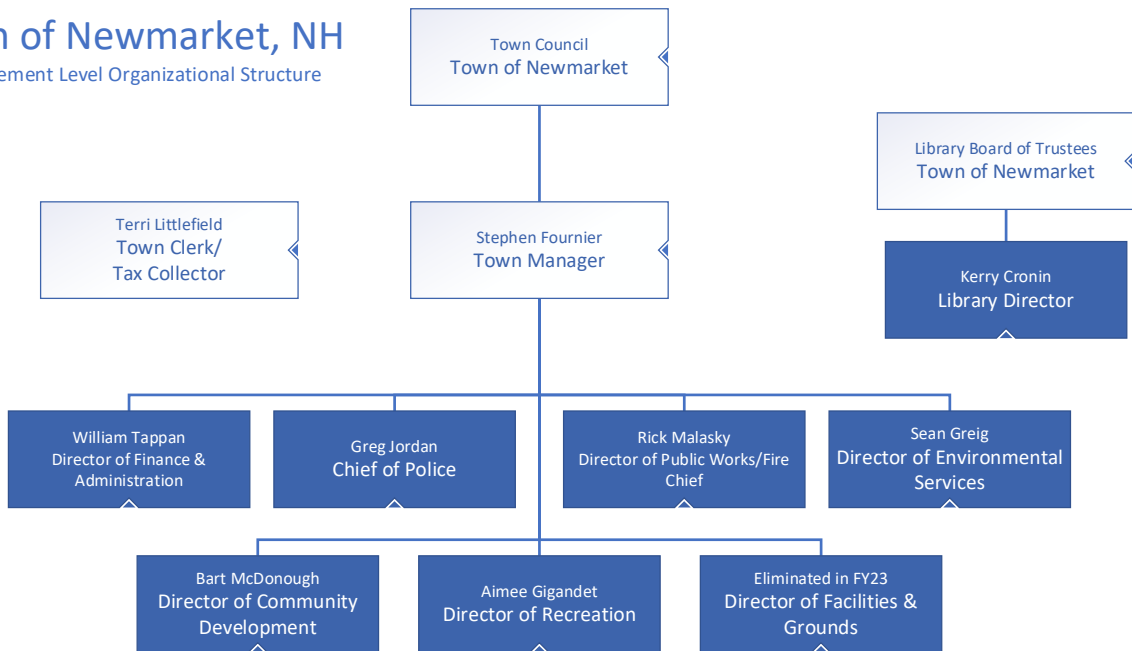 of Newmarket, NH
Level Organizational Structure
Town Council
Town of Newmarket
Library Board of Trustees
Town of Newmarket
Terri Littlefield
Town Clerk/
Tax Collector
Stephen Fournier
Town Manager
Kerry Cronin
Library Director
William Tappan
Director of Finance &
Administration
Greg Jordan
Chief of Police
Rick Malasky
Director of Public Works/Fire
Chief
Sean Greig
Director of Environmental
Services
Bart McDonough
Director of Community
Development
Aimee Gigandet
Director of Recreation
Eliminated in FY23
Director of Facilities &
Grounds